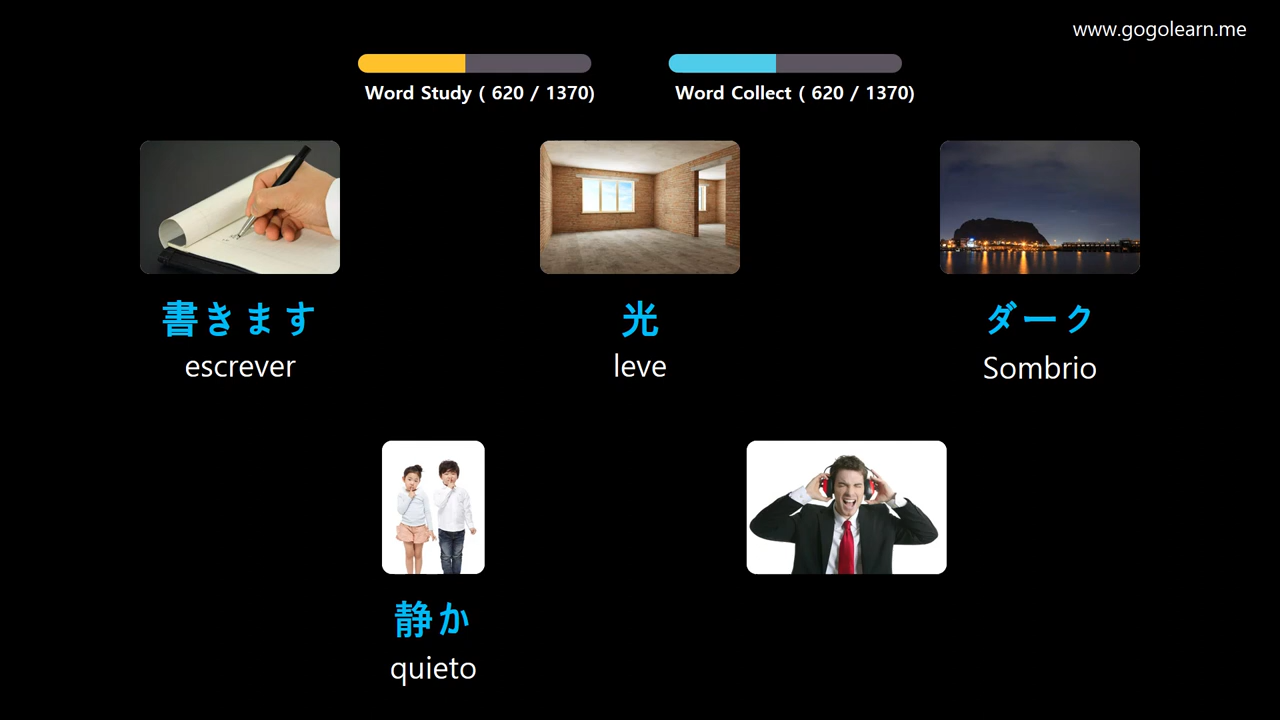 www.gogolearn.me
Word Study ( 620 / 1370)
Word Collect ( 620 / 1370)
書きます
escrever
光
leve
ダーク
Sombrio
静か
quieto